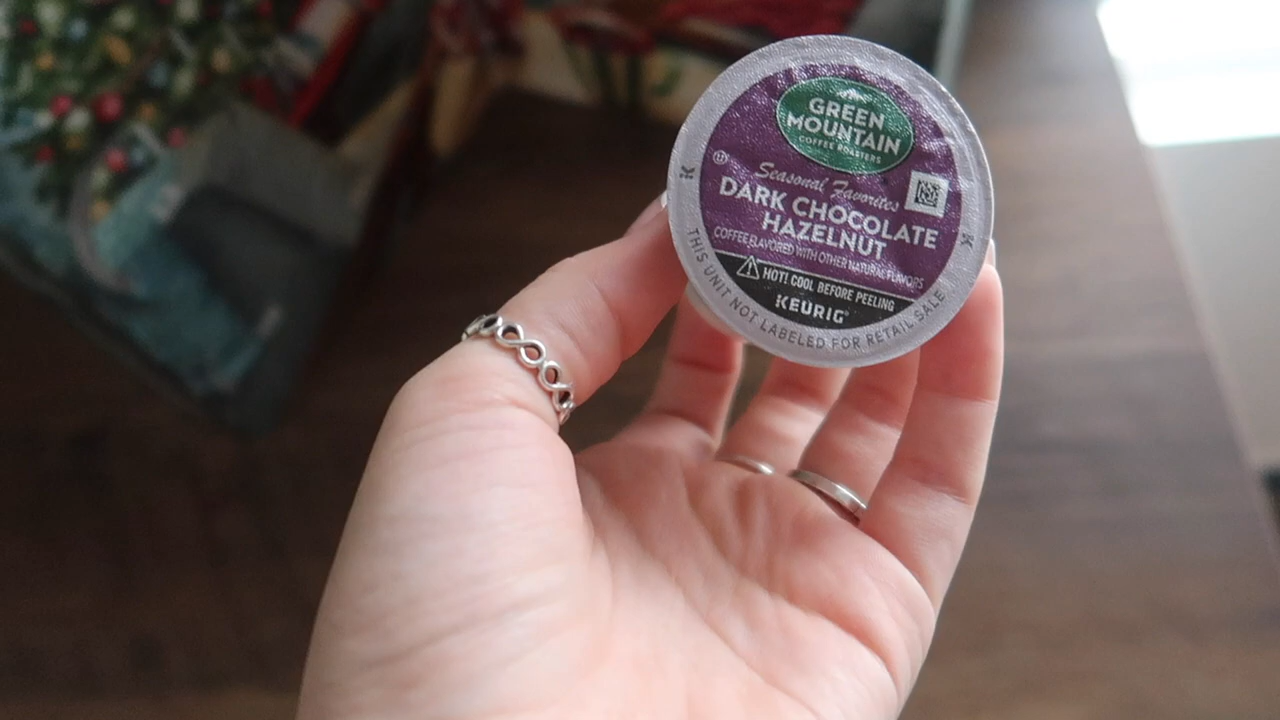 GREEN
MOUNTAIN
COFFEE ROASTERS
Seasonal Favorites
DARK CHOCOLATE
HAZELNUT
COFFEE FLAVORED WITH OTHER NATURAL FLAVORS
HOT! COOL BEFORE PEELING
KEURIG®
THIS UNIT NOT LABELED FOR RETAIL SALE